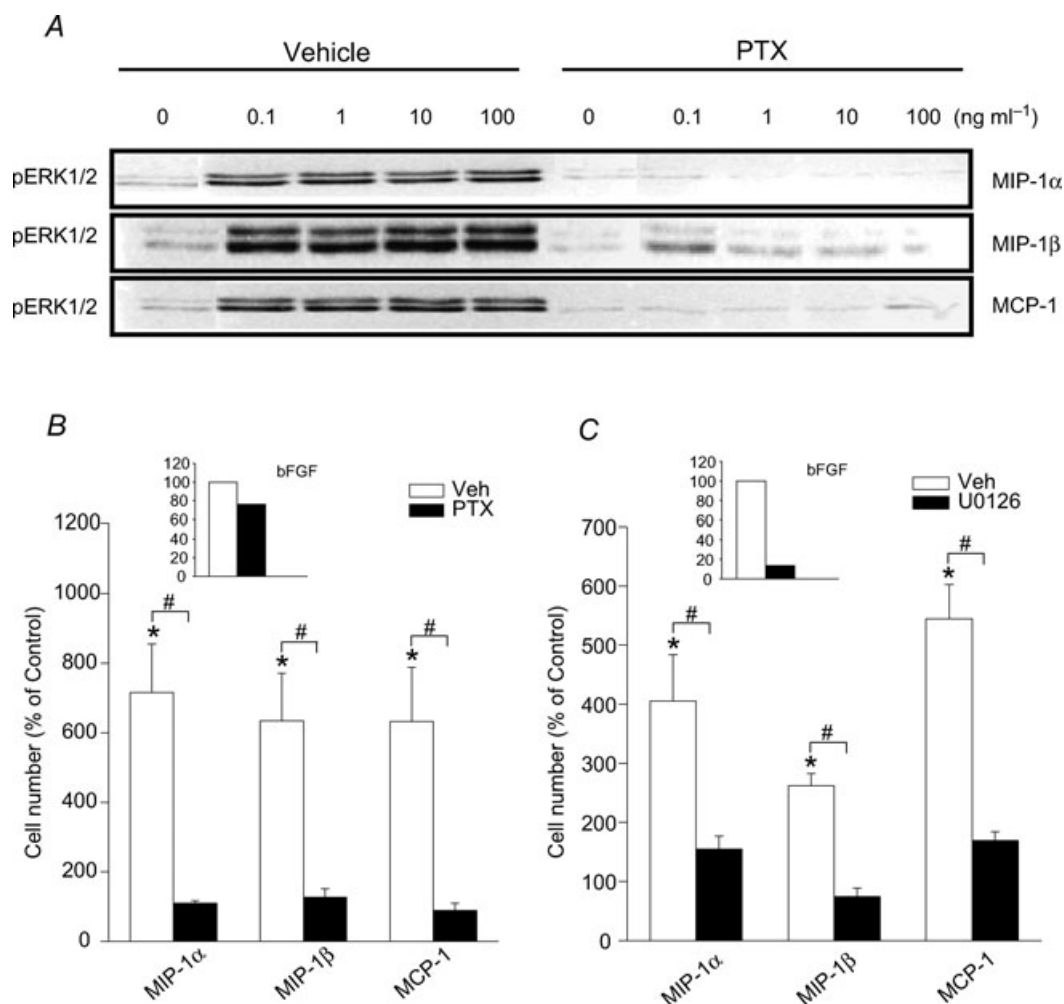 A
Vehicle PTX
0 0.1 1 10 100 0 0.1 1 10 100 (ng ml⁻¹)
pERK1/2 MIP-1α
pERK1/2 MIP-1β
pERK1/2 MCP-1
B
bFGF
120
100
80
60
40
20
0
Veh
PTX
1200
1000
800
600
400
200
0
Cell number (% of Control)
# # #
* * *
MIP-1α MIP-1β MCP-1
C
bFGF
120
100
80
60
40
20
0
Veh
U0126
700
600
500
400
300
200
100
0
Cell number (% of Control)
# # #
* * *
MIP-1α MIP-1β MCP-1